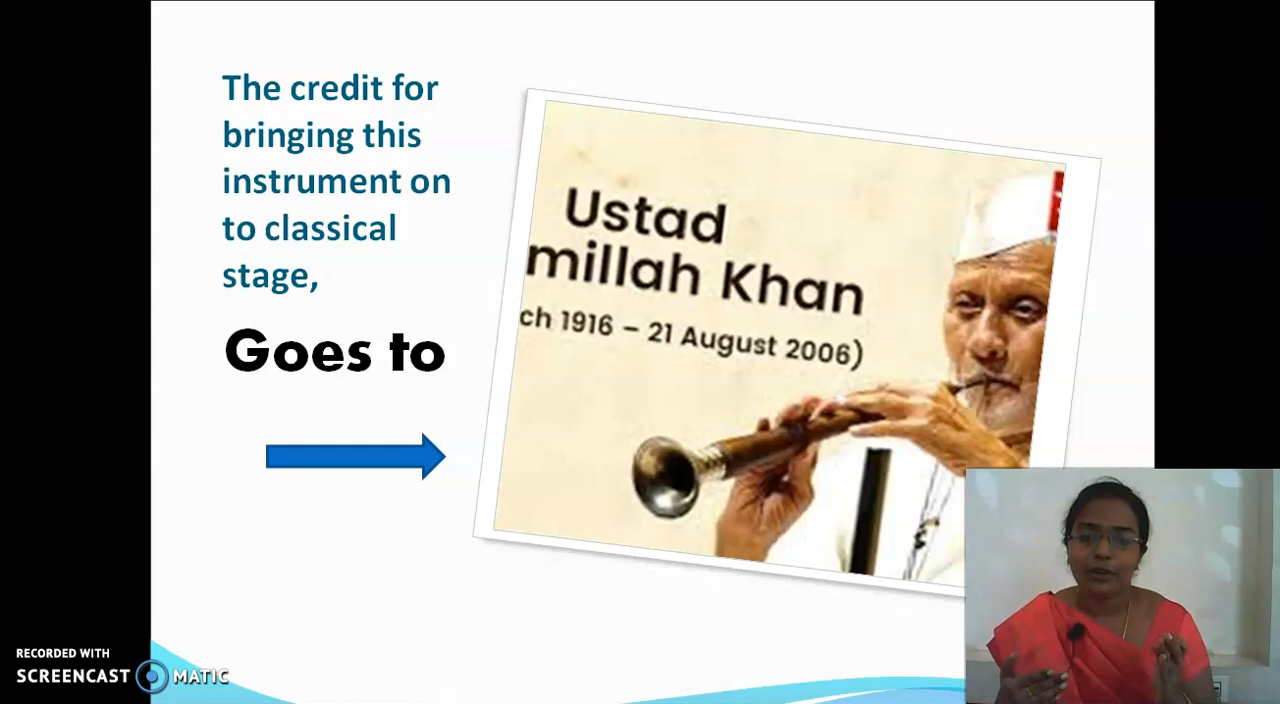 The credit for
bringing this
instrument on
to classical
stage,
Goes to
Ustad
millah Khan
ch 1916 – 21 August 2006)
RECORDED WITH
SCREENCAST MATIC